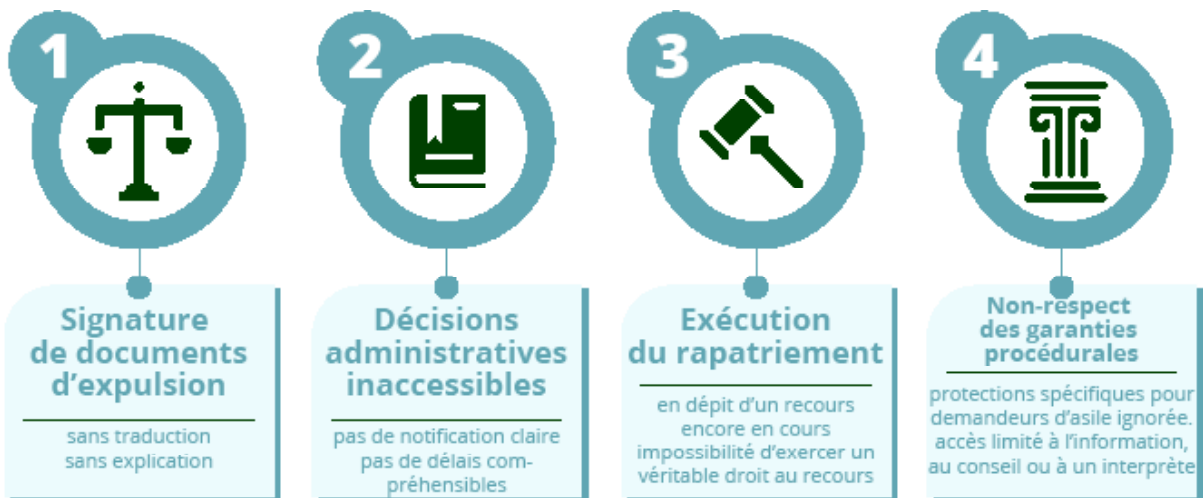 1
Signature
de documents
d'expulsion
sans traduction
sans explication
2
Décisions
administratives
inaccessibles
pas de notification claire
pas de délais com-
préhensibles
3
Exécution
du rapatriement
en dépit d'un recours
encore en cours
impossibilité d'exercer un
véritable droit au recours
4
Non-respect
des garanties
procédurales
protections spécifiques pour
demandeurs d'asile ignorée.
accès limité à l'information,
au conseil ou à un interprète